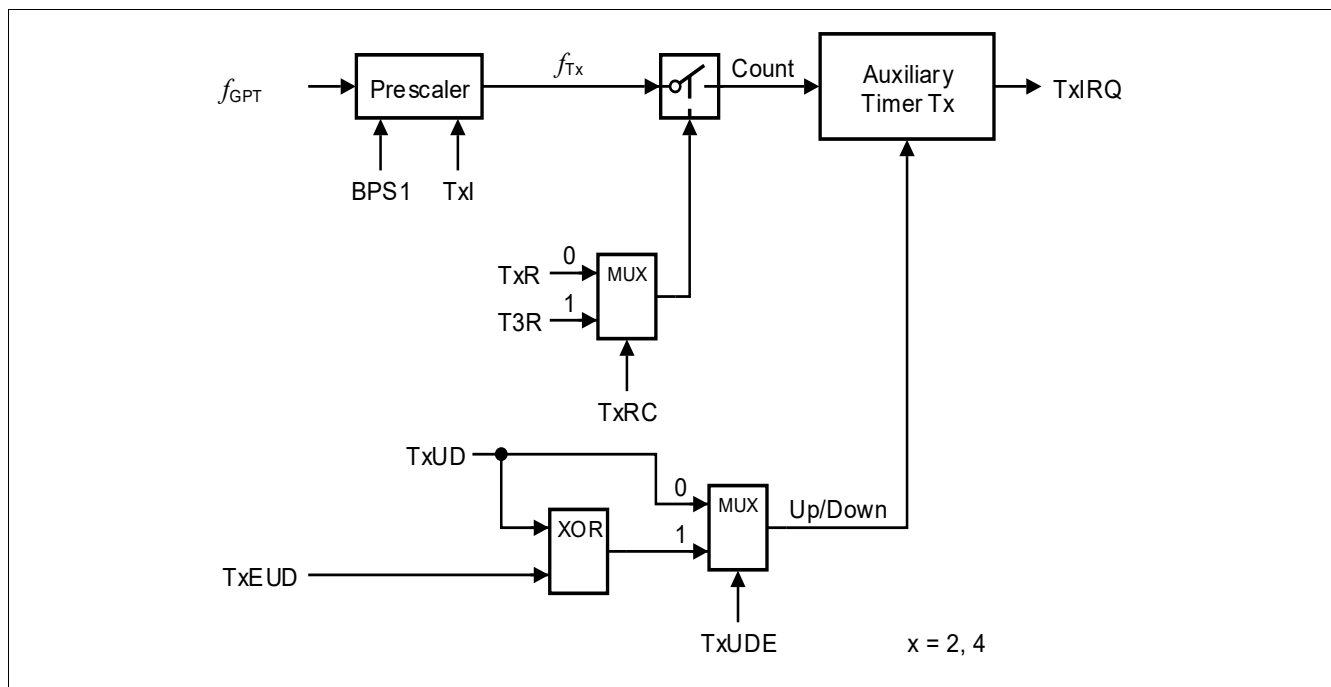 fGPT
Prescaler
fTx
Count
Auxiliary
Timer Tx
TxIRQ
BPS1
TxI
TxR
0
MUX
T3R
1
TxRC
TxUD
0
MUX
Up/Down
XOR
1
TxEUD
TxUDE
x = 2, 4